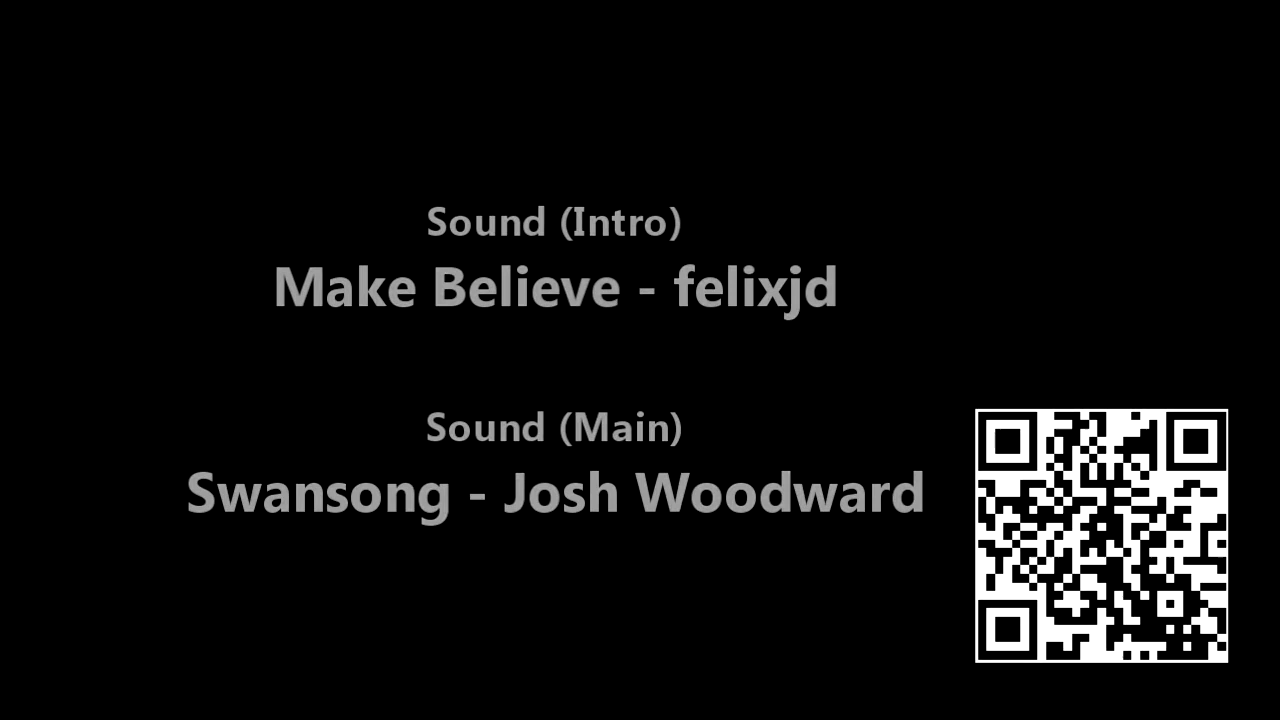 Sound (Intro)
Make Believe - felixjd
Sound (Main)
Swansong - Josh Woodward